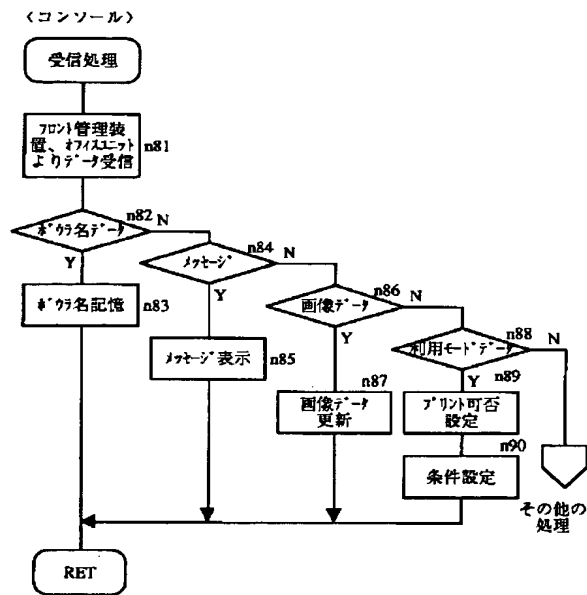 〈コンソール〉
受信処理
フロント管理装
置、オフィスユニット
よりデータ受信
n81
ボウラ名データ
n82
N
Y
ボウラ名記憶
n83
メッセージ
n84
N
Y
メッセージ表示
n85
画像データ
n86
N
Y
画像データ
更新
n87
利用モードデータ
n88
N
Y
n89
プリント可否
設定
n90
条件設定
その他の
処理
RET